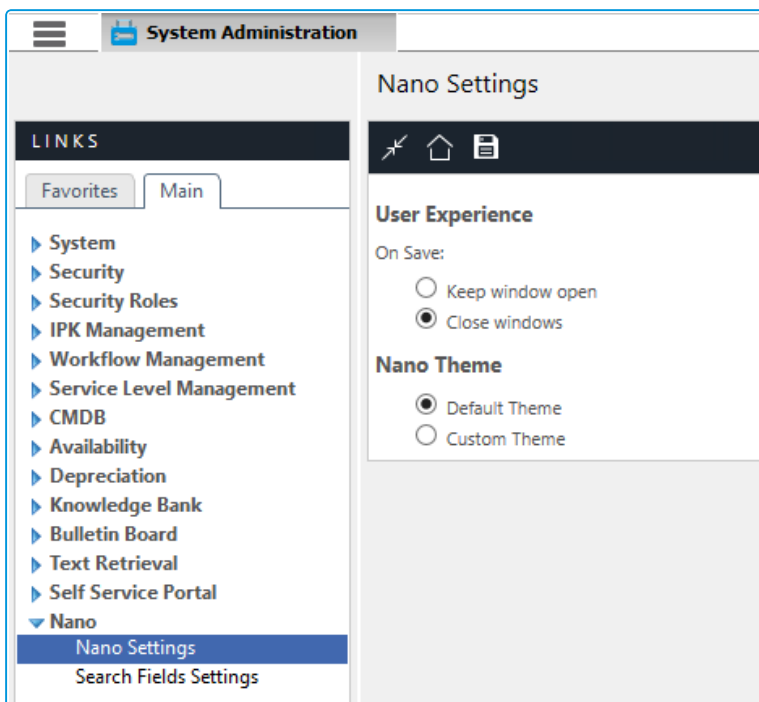 System Administration
Nano Settings
LINKS
Favorites
Main
System
Security
Security Roles
IPK Management
Workflow Management
Service Level Management
CMDB
Availability
Depreciation
Knowledge Bank
Bulletin Board
Text Retrieval
Self Service Portal
Nano
Nano Settings
Search Fields Settings
User Experience
On Save:
Keep window open
Close windows
Nano Theme
Default Theme
Custom Theme